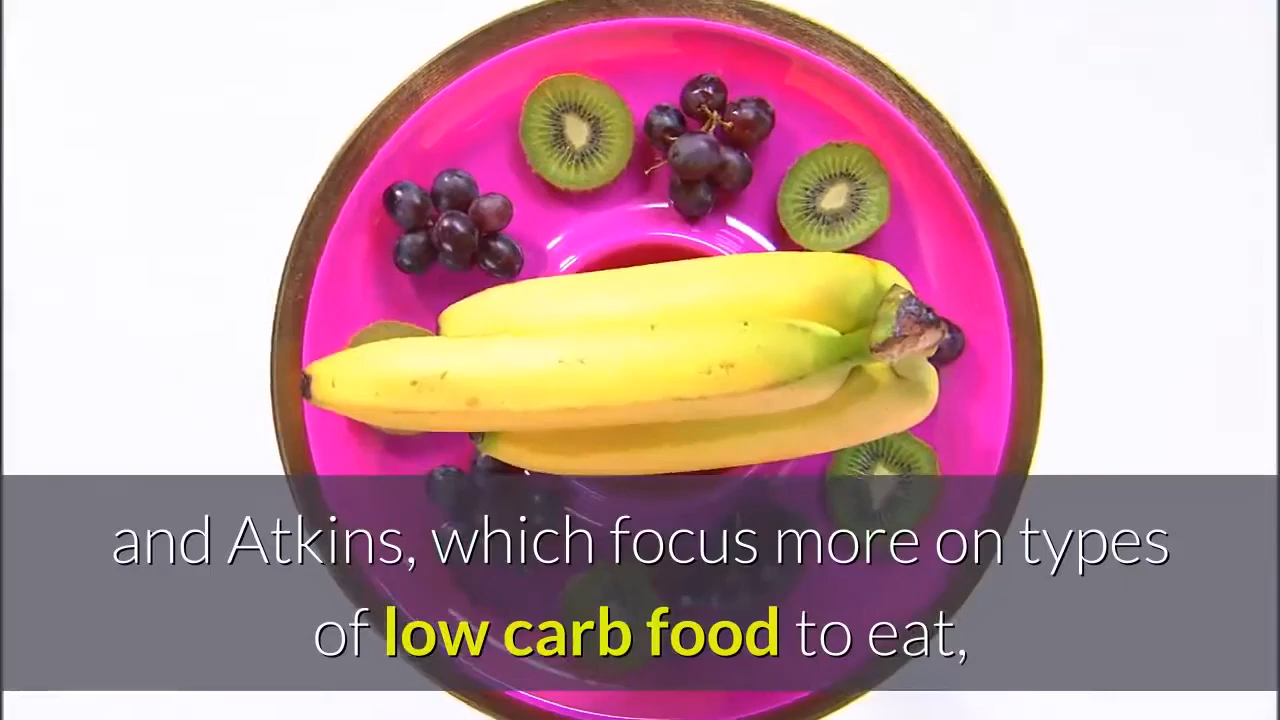 and Atkins, which focus more on types
of low carb food to eat,